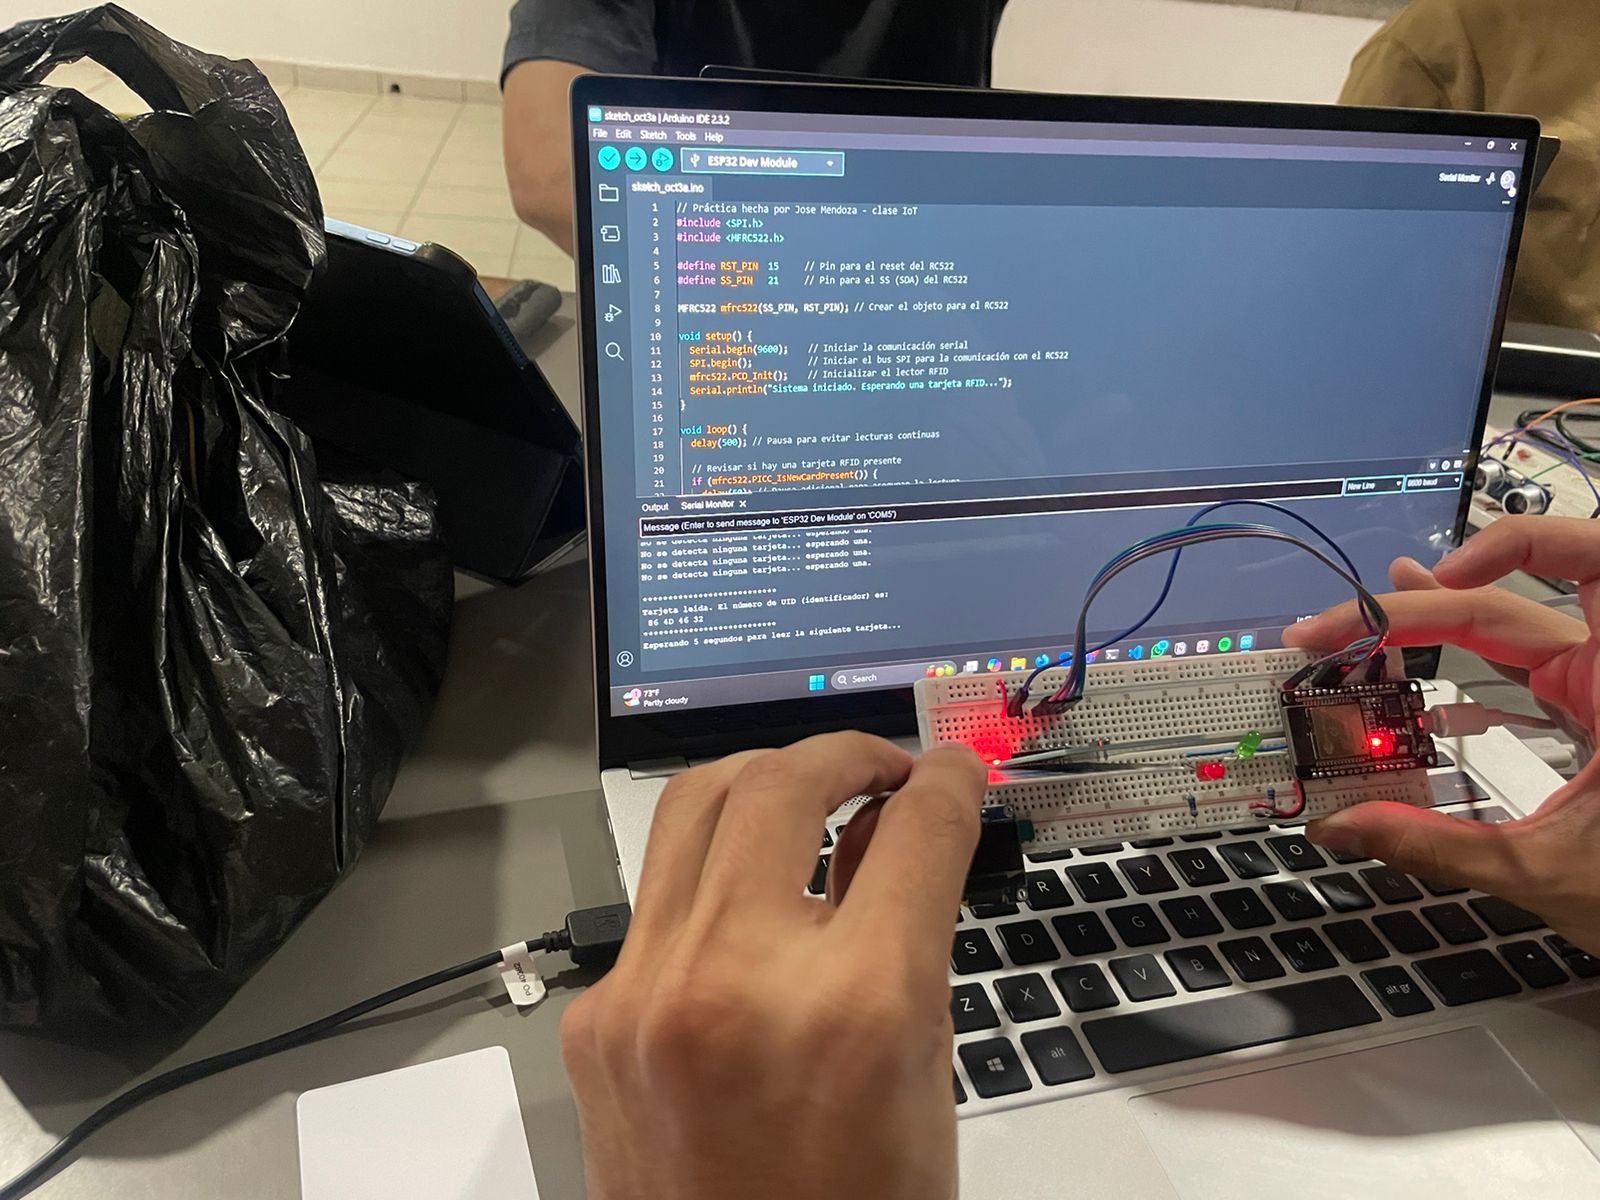 sketch_oct3a | Arduino IDE 2.3.2
File Edit Sketch Tools Help
ESP32 Dev Module
Serial Monitor
sketch_oct3a.ino
1 // Práctica hecha por Jose Mendoza - clase IoT
2 #include <SPI.h>
3 #include <MFRC522.h>
4
5 #define RST_PIN 15 // Pin para el reset del RC522
6 #define SS_PIN 21 // Pin para el SS (SDA) del RC522
7
8 MFRC522 mfrc522(SS_PIN, RST_PIN); // Crear el objeto para el RC522
9
10 void setup() {
11 Serial.begin(9600); // Iniciar la comunicación serial
12 SPI.begin(); // Iniciar el bus SPI para la comunicación con el RC522
13 mfrc522.PCD_Init(); // Inicializar el lector RFID
14 Serial.println("Sistema iniciado. Esperando una tarjeta RFID...");
15 }
16
17 void loop() {
18 delay(500); // Pausa para evitar lecturas continuas
19
20 // Revisar si hay una tarjeta RFID presente
21 if (mfrc522.PICC_IsNewCardPresent()) {
Output Serial Monitor
New Line 9600 baud
Message (Enter to send message to 'ESP32 Dev Module' on 'COM5')
No se detecta ninguna tarjeta... esperando una.
No se detecta ninguna tarjeta... esperando una.
No se detecta ninguna tarjeta... esperando una.
No se detecta ninguna tarjeta... esperando una.
**************************
Tarjeta leida. El número de UID (identificador) es:
86 4D 46 32
**************************
Esperando 5 segundos para leer la siguiente tarjeta...
73°F
Partly cloudy
Search
R T Y U I O
S D F G H J K L Ñ
Z X C V B N M
alt
alt gr
ctrl